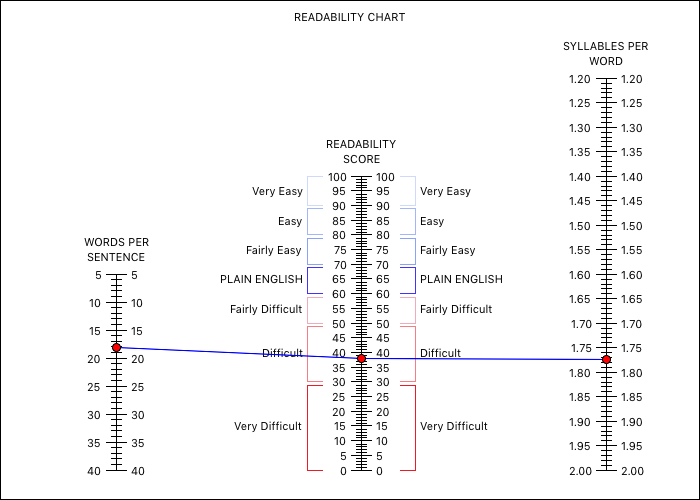 READABILITY CHART
SYLLABLES PER
WORD
1.20 1.20
1.25 1.25
1.30 1.30
1.35 1.35
1.40 1.40
1.45 1.45
1.50 1.50
1.55 1.55
1.60 1.60
1.65 1.65
1.70 1.70
1.75 1.75
1.80 1.80
1.85 1.85
1.90 1.90
1.95 1.95
2.00 2.00
READABILITY
SCORE
100 100
Very Easy 95 95 Very Easy
90 90
Easy 85 85 Easy
80 80
Fairly Easy 75 75 Fairly Easy
70 70
PLAIN ENGLISH 65 65 PLAIN ENGLISH
60 60
Fairly Difficult 55 55 Fairly Difficult
50 50
45 45
Difficult 40 40 Difficult
35 35
30 30
25 25
20 20
Very Difficult 15 15 Very Difficult
10 10
5 5
0 0
WORDS PER
SENTENCE
5 5
10 10
15 15
20 20
25 25
30 30
35 35
40 40